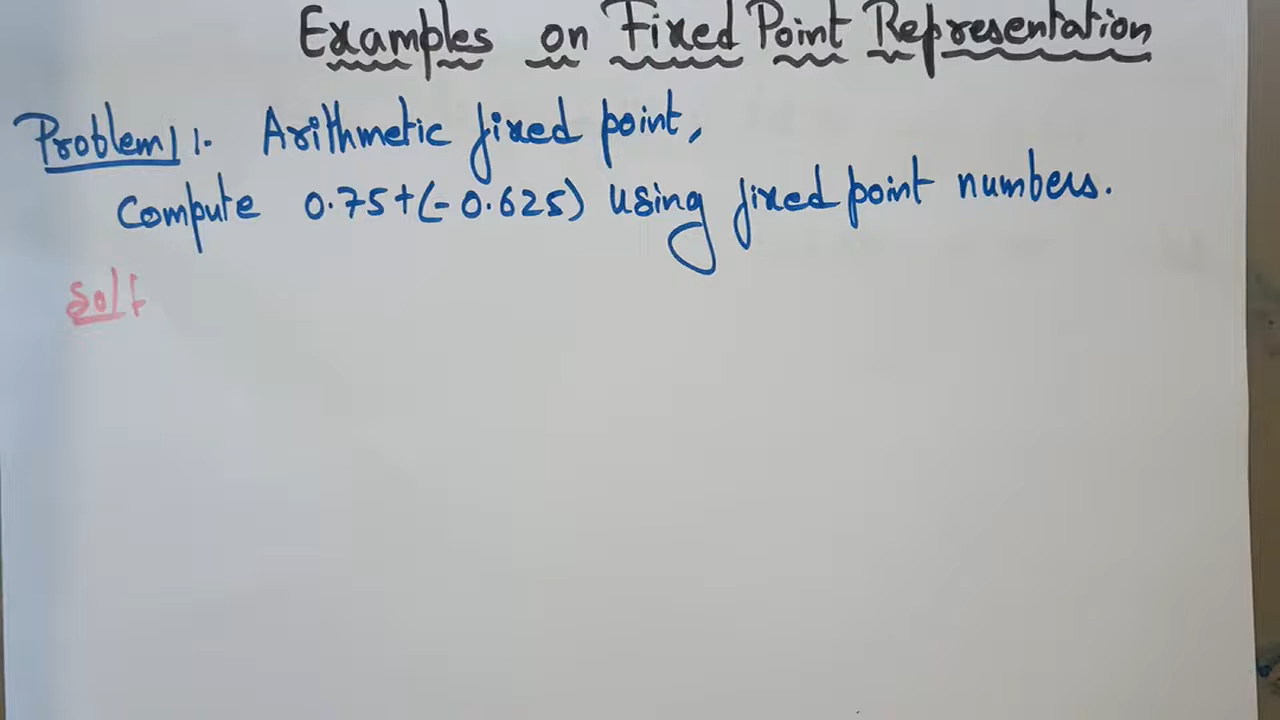 Examples on Fixed Point Representation
Problem 1. Arithmetic fixed point,
Compute 0.75+(-0.625) using fixed point numbers.
Sol